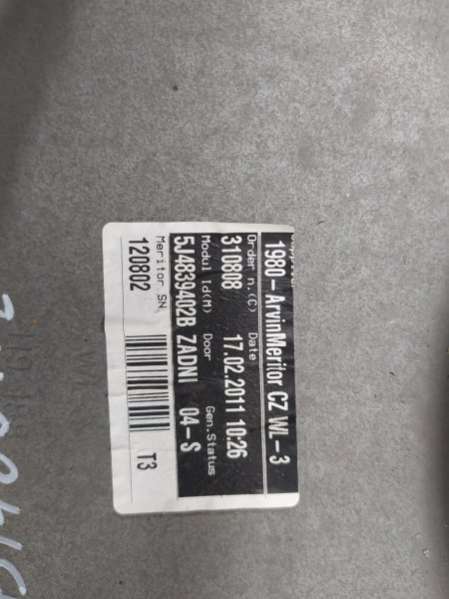 1980-ArvinMeritor CZ WL-3
Order n.(C) Date
310808 17.02.2011 10:26
Modul Id(M) Door Gen.Status
5J4839402B ZADNI 04-S
Meritor SN
120802 T3